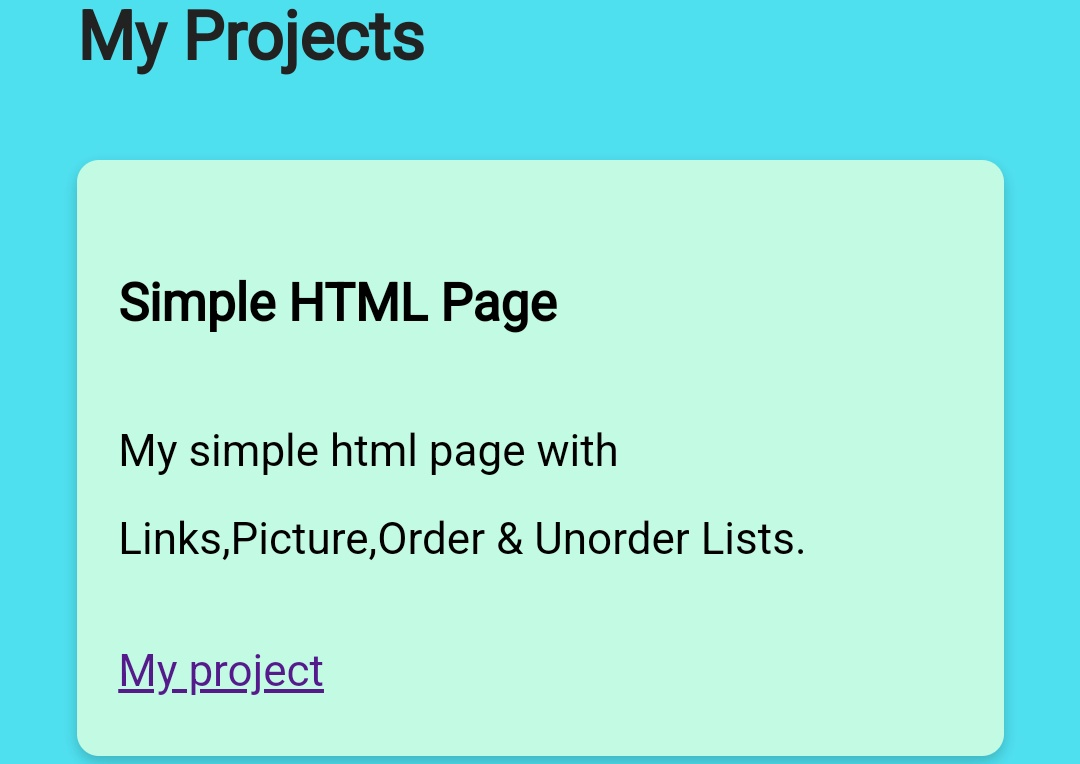 My Projects
Simple HTML Page
My simple html page with
Links,Picture,Order & Unorder Lists.
My project